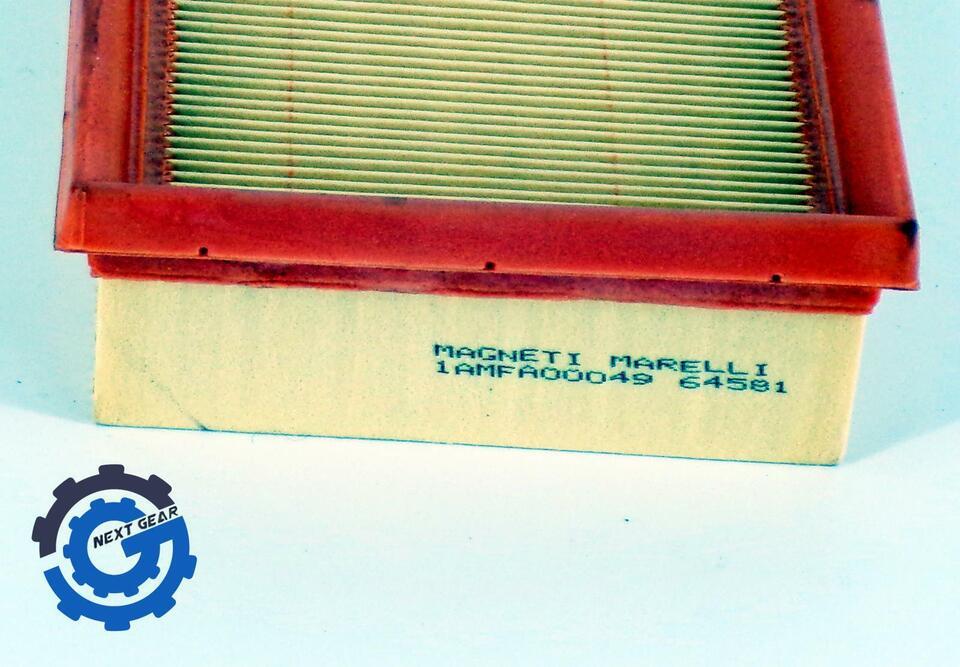 MAGNETI MARELLI
1AMFA00049 64581
NEXT GEAR